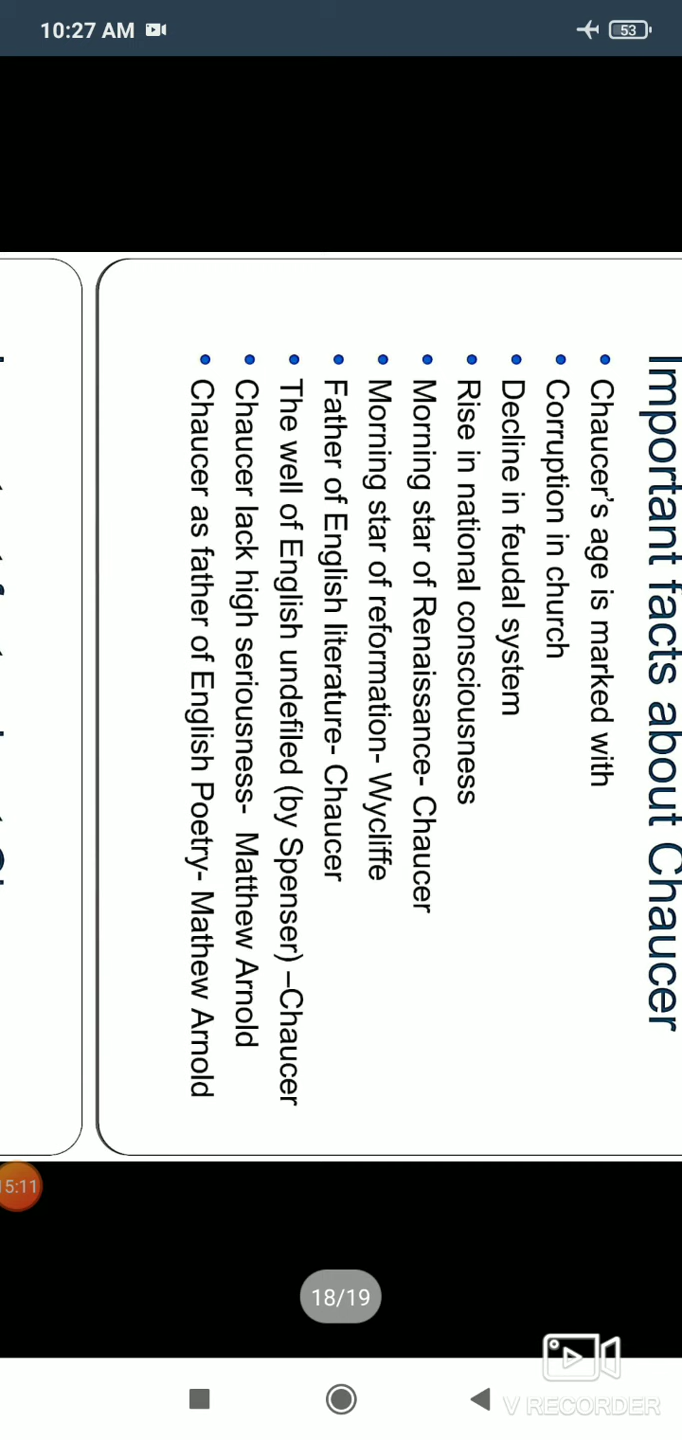 10:27 AM
53
Important facts about Chaucer
• Chaucer's age is marked with
• Corruption in church
• Decline in feudal system
• Rise in national consciousness
• Morning star of Renaissance- Chaucer
• Morning star of reformation- Wycliffe
• Father of English literature- Chaucer
• The well of English undefiled (by Spenser) –Chaucer
• Chaucer lack high seriousness- Matthew Arnold
• Chaucer as father of English Poetry- Mathew Arnold
15:11
18/19
V RECORDER